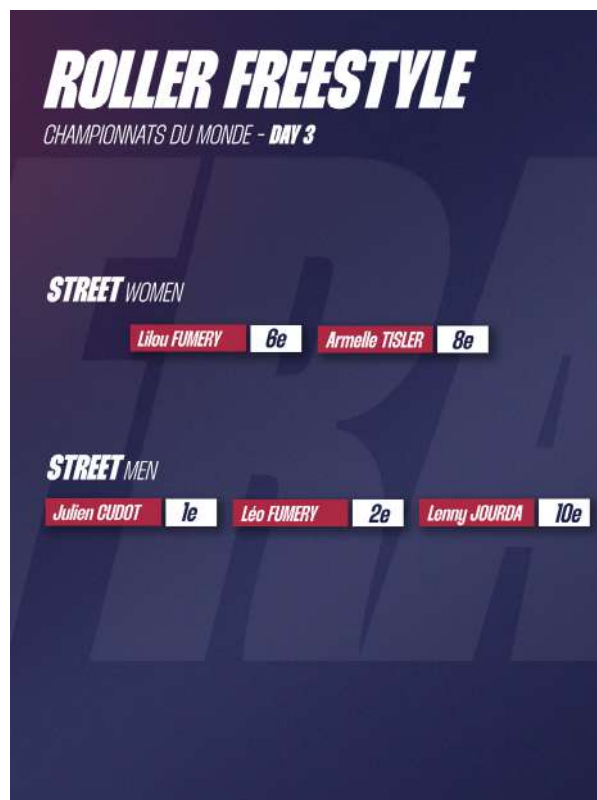 ROLLER FREESTYLE
CHAMPIONNATS DU MONDE - DAY 3
STREET WOMEN
Lilou FUMERY 6e Armelle TISLER 8e
STREET MEN
Julien CUDOT 1e Léo FUMERY 2e Lenny JOURDA 10e
FRA